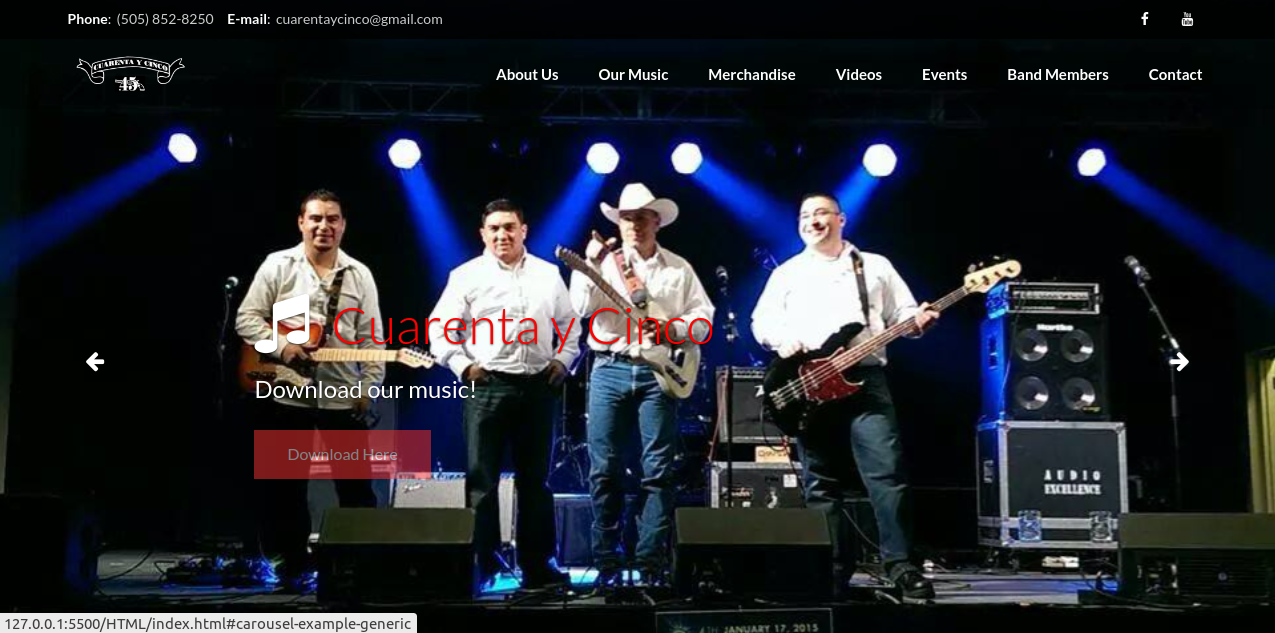 Phone: (505) 852-8250 E-mail: cuarentaycinco@gmail.com
CUARENTA Y CINCO
45
About Us Our Music Merchandise Videos Events Band Members Contact
Cuarenta y Cinco
Download our music!
Download Here
Hartke
AUDIO
EXCELLENCE
4TH JANUARY 17, 2015
127.0.0.1:5500/HTML/index.html#carousel-example-generic